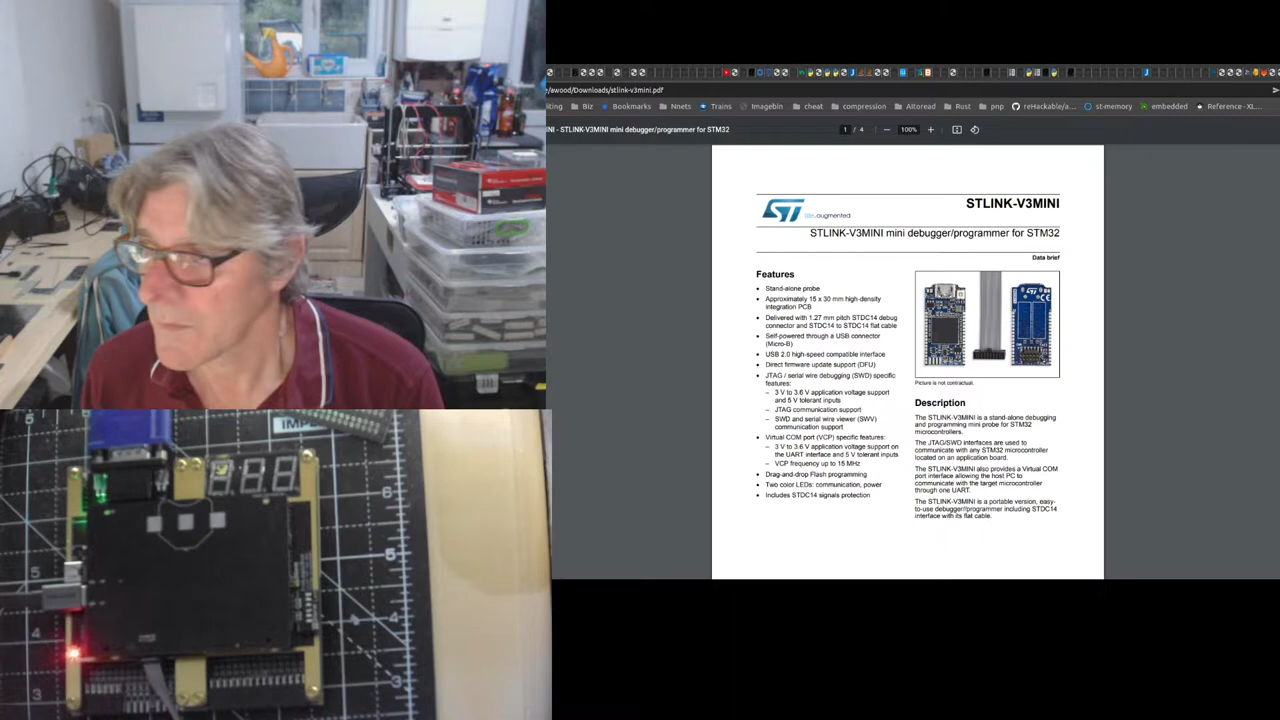 awood/Downloads/stlink-v3mini.pdf
Biz
Bookmarks
Nnets
Trains
Imagebin
cheat
compression
Altoread
Rust
pnp
reHackable/a...
st-memory
embedded
Reference - XL...
NI - STLINK-V3MINI mini debugger/programmer for STM32
1 / 4
100%
STLINK-V3MINI
life.augmented
STLINK-V3MINI mini debugger/programmer for STM32
Data brief
Features
• Stand-alone probe
• Approximately 15 x 30 mm high-density
integration PCB
• Delivered with 1.27 mm pitch STDC14 debug
connector and STDC14 to STDC14 flat cable
• Self-powered through a USB connector
(Micro-B)
• USB 2.0 high-speed compatible interface
• Direct firmware update support (DFU)
• JTAG / serial wire debugging (SWD) specific
features:
– 3 V to 3.6 V application voltage support
and 5 V tolerant inputs
– JTAG communication support
– SWD and serial wire viewer (SWV)
communication support
• Virtual COM port (VCP) specific features:
– 3 V to 3.6 V application voltage support on
the UART interface and 5 V tolerant inputs
– VCP frequency up to 15 MHz
• Drag-and-drop Flash programming
• Two color LEDs: communication, power
• Includes STDC14 signals protection
Picture is not contractual.
Description
The STLINK-V3MINI is a stand-alone debugging
and programming mini probe for STM32
microcontrollers.
The JTAG/SWD interfaces are used to
communicate with any STM32 microcontroller
located on an application board.
The STLINK-V3MINI also provides a Virtual COM
port interface allowing the host PC to
communicate with the target microcontroller
through one UART.
The STLINK-V3MINI is a portable version, easy-
to-use debugger//programmer including STDC14
interface with its flat cable.
5
6
5
5
4
4
3
3